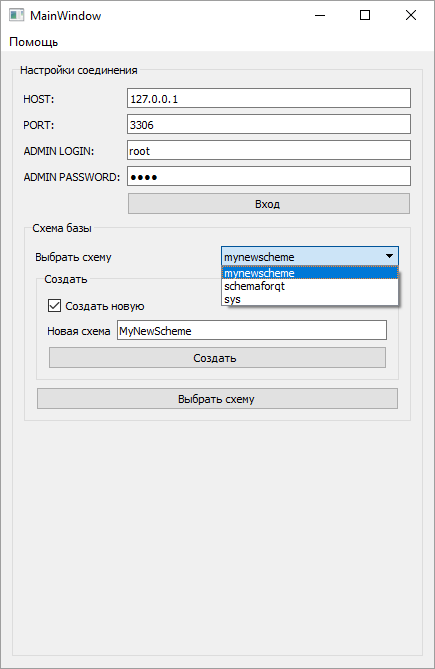 MainWindow
Помощь
Настройки соединения
HOST: 127.0.0.1
PORT: 3306
ADMIN LOGIN: root
ADMIN PASSWORD: ●●●●
Вход
Схема базы
Выбрать схему mynewscheme
mynewscheme
schemaforqt
sys
Создать
Создать новую
Новая схема MyNewScheme
Создать
Выбрать схему